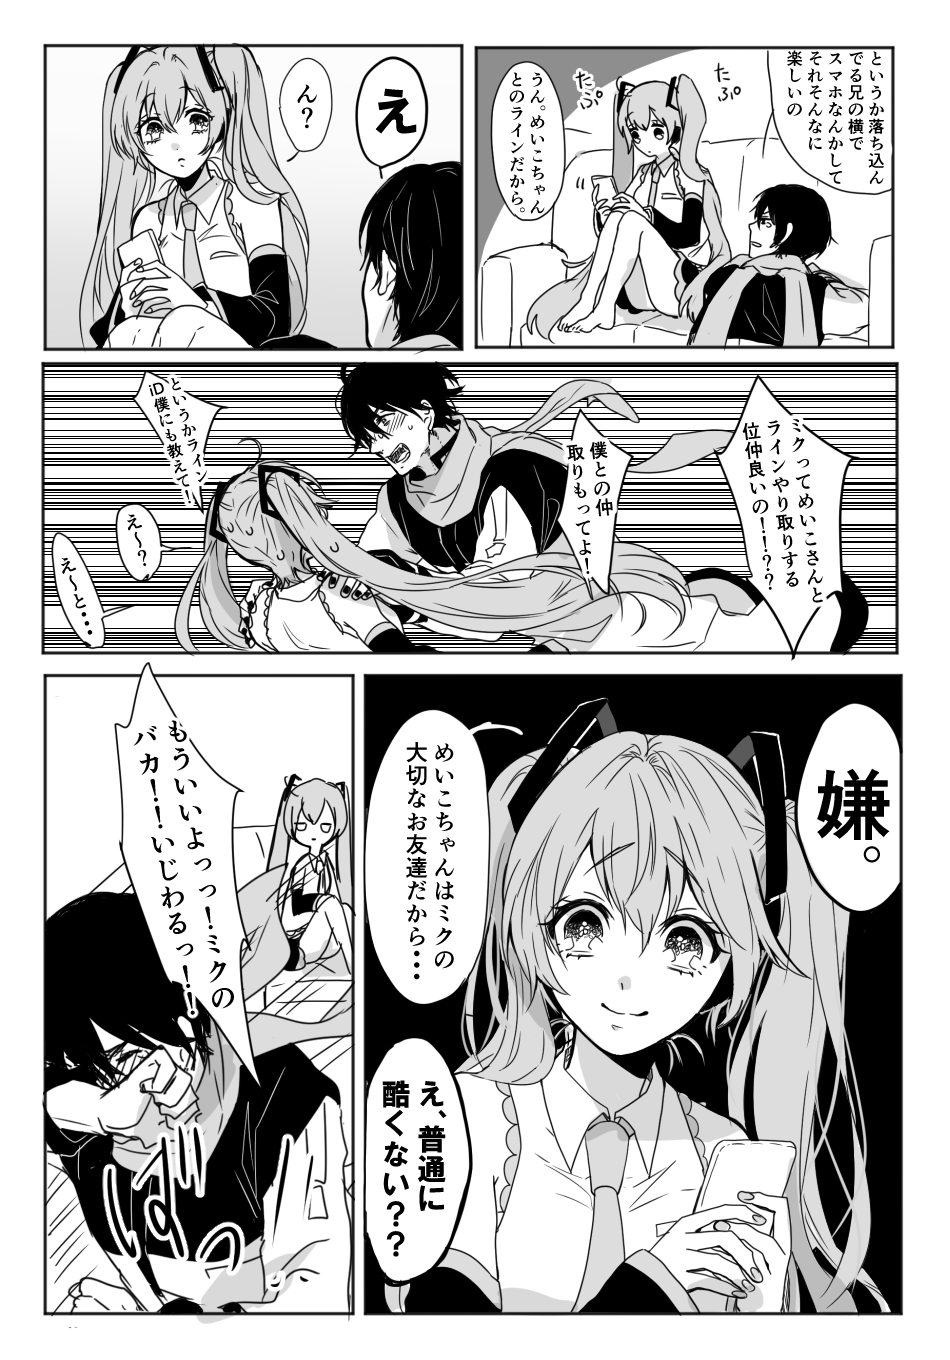 というか落ち込ん
でる兄の横で
スマホなんかして
それそんなに
楽しいの
たぷ
たぷ
うん。めいこちゃん
とのラインだから。
え
ん？
ミクってめいこさんと
ラインやり取りする
位仲良いの！！？？
僕との仲
取りもってよ！
というかライン
iD僕にも教えて！
え〜？
え〜と・・・
嫌。
めいこちゃんはミクの
大切なお友達だから・・・
え、普通に
酷くない？？
もういいよっっ！ミクの
バカ！！いじわるっ！！
ばっ